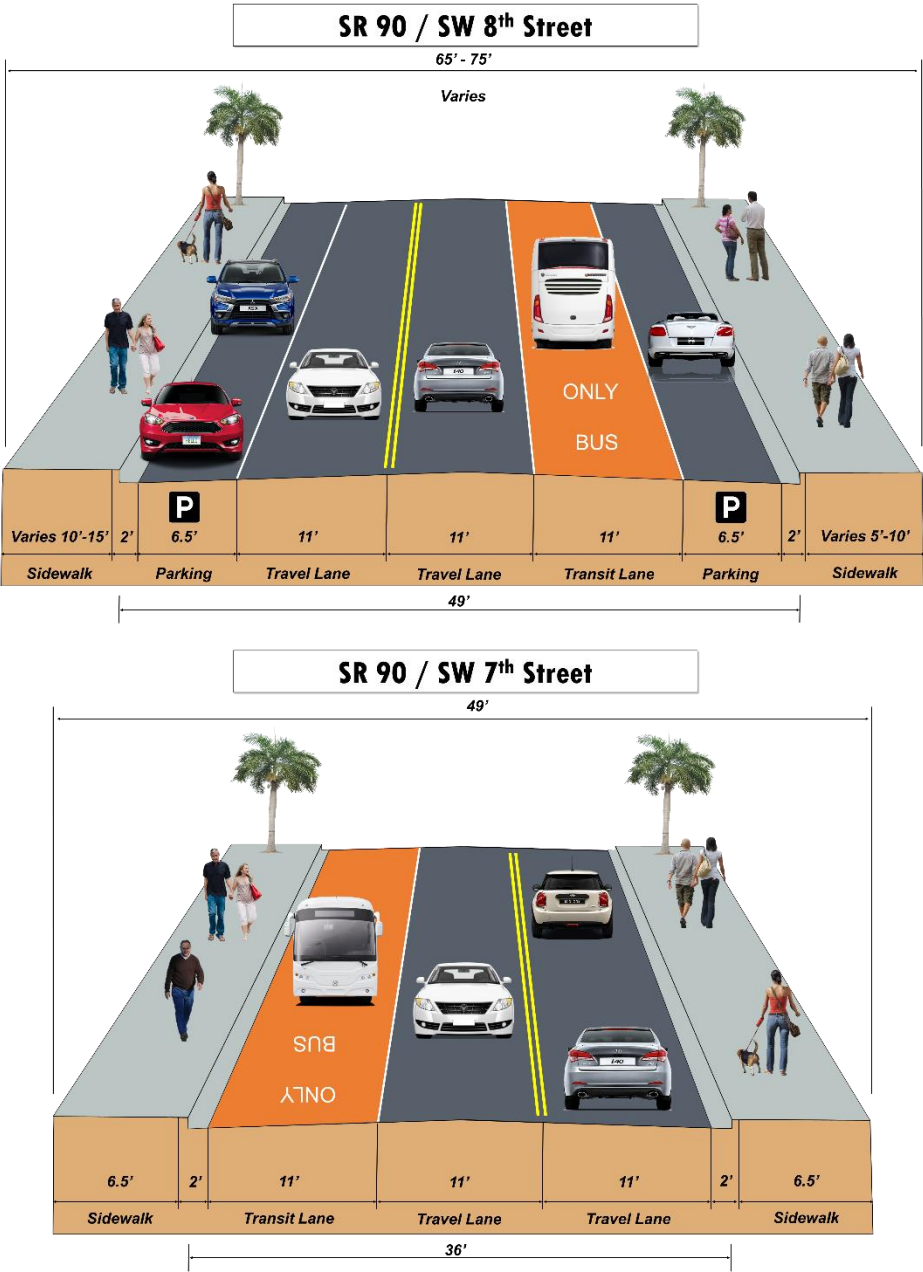 SR 90 / SW 8th Street
65' - 75'
Varies
ONLY
BUS
P P
Varies 10'-15' 2' 6.5' 11' 11' 11' 6.5' 2' Varies 5'-10'
Sidewalk Parking Travel Lane Travel Lane Transit Lane Parking Sidewalk
49'
SR 90 / SW 7th Street
49'
BUS
ONLY
6.5' 2' 11' 11' 11' 2' 6.5'
Sidewalk Transit Lane Travel Lane Travel Lane Sidewalk
36'